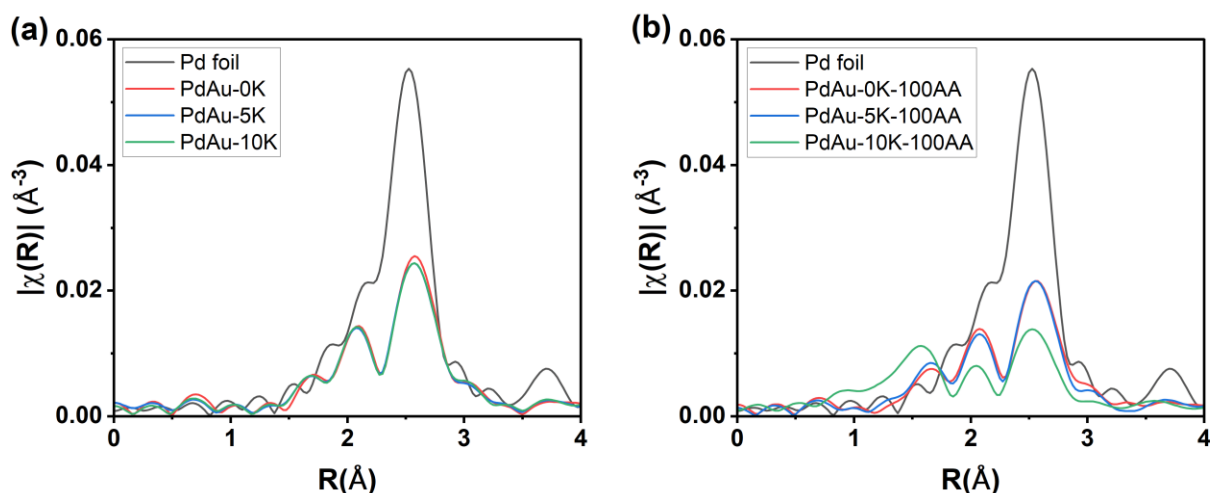 (a)
0.06
0.04
0.02
0.00
|χ(R)| (Å⁻³)
Pd foil
PdAu-0K
PdAu-5K
PdAu-10K
0 1 2 3 4
R(Å)
(b)
0.06
0.04
0.02
0.00
|χ(R)| (Å⁻³)
Pd foil
PdAu-0K-100AA
PdAu-5K-100AA
PdAu-10K-100AA
0 1 2 3 4
R(Å)